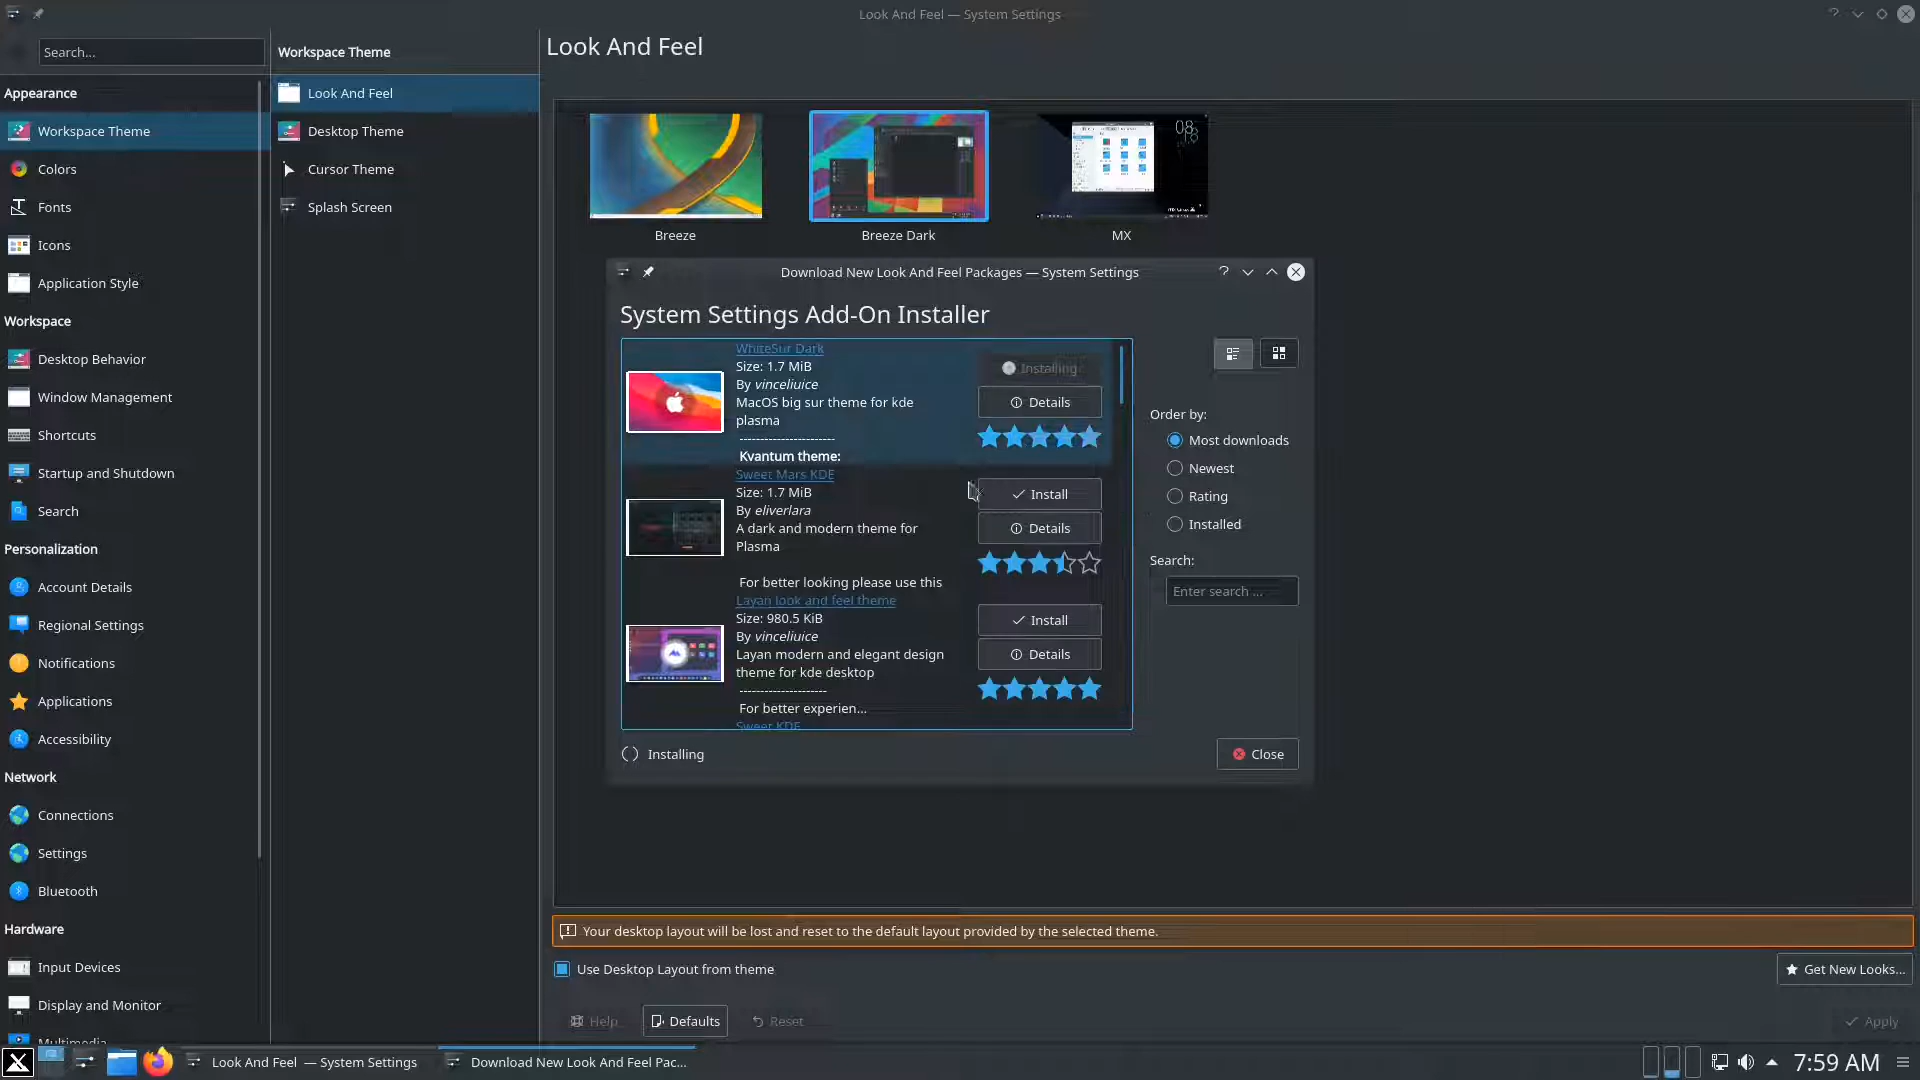 Look And Feel — System Settings
Search...
Workspace Theme
Look And Feel
Appearance
Workspace Theme
Colors
Fonts
Icons
Application Style
Workspace
Desktop Behavior
Window Management
Shortcuts
Startup and Shutdown
Search
Personalization
Account Details
Regional Settings
Notifications
Applications
Accessibility
Network
Connections
Settings
Bluetooth
Hardware
Input Devices
Display and Monitor
Multimedia
Look And Feel
Desktop Theme
Cursor Theme
Splash Screen
Breeze
Breeze Dark
08
MX
Download New Look And Feel Packages — System Settings
System Settings Add-On Installer
WhiteSur Dark
Size: 1.7 MiB
By vinceliuice
MacOS big sur theme for kde
plasma
-----------------------
Kvantum theme:
Installing
Details
Sweet Mars KDE
Size: 1.7 MiB
By eliverlara
A dark and modern theme for
Plasma
For better looking please use this
Install
Details
Layan look and feel theme
Size: 980.5 KiB
By vinceliuice
Layan modern and elegant design
theme for kde desktop
---------------------
For better experien...
Install
Details
Sweet KDE
Order by:
Most downloads
Newest
Rating
Installed
Search:
Enter search ...
Installing
Close
Your desktop layout will be lost and reset to the default layout provided by the selected theme.
Use Desktop Layout from theme
Get New Looks...
Help
Defaults
Reset
Apply
Look And Feel — System Settings
Download New Look And Feel Pac...
7:59 AM